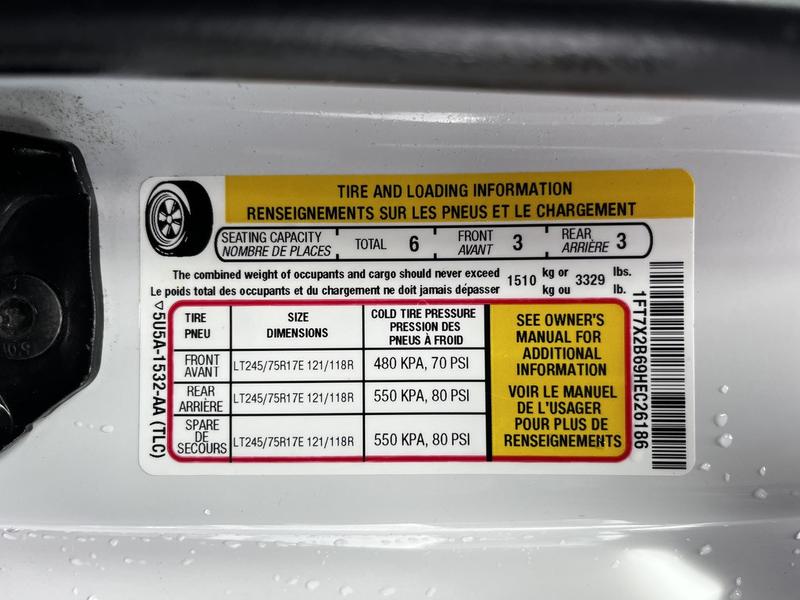 TIRE AND LOADING INFORMATION
RENSEIGNEMENTS SUR LES PNEUS ET LE CHARGEMENT
SEATING CAPACITY
NOMBRE DE PLACES
TOTAL 6
FRONT
AVANT
3
REAR
ARRIÈRE
3
The combined weight of occupants and cargo should never exceed
Le poids total des occupants et du chargement ne doit jamais dépasser
1510
kg or
kg ou
3329
lbs.
lb.
TIRE
PNEU
SIZE
DIMENSIONS
COLD TIRE PRESSURE
PRESSION DES
PNEUS À FROID
FRONT
AVANT
LT245/75R17E 121/118R
480 KPA, 70 PSI
REAR
ARRIÈRE
LT245/75R17E 121/118R
550 KPA, 80 PSI
SPARE
DE
SECOURS
LT245/75R17E 121/118R
550 KPA, 80 PSI
SEE OWNER'S
MANUAL FOR
ADDITIONAL
INFORMATION
VOIR LE MANUEL
DE L'USAGER
POUR PLUS DE
RENSEIGNEMENTS
5U5A-1532-AA (TLC)
1FT7X2B69HEC26186